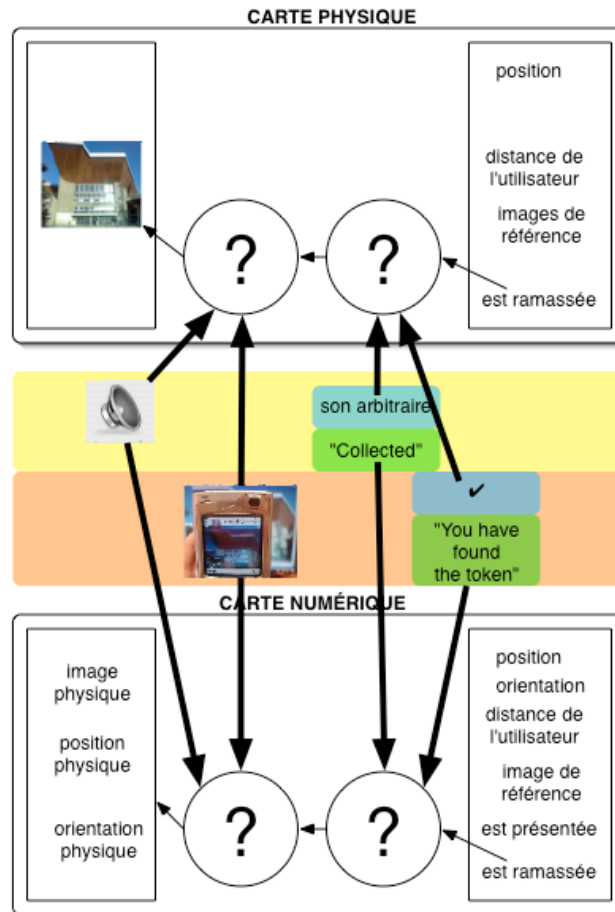 CARTE PHYSIQUE
position
distance de
l'utilisateur
images de
référence
? ?
est ramassée
son arbitraire
"Collected"
✔
"You have
found
the token"
CARTE NUMÉRIQUE
image
physique
position
physique
orientation
physique
? ?
position
orientation
distance de
l'utilisateur
image de
référence
est présentée
est ramassée